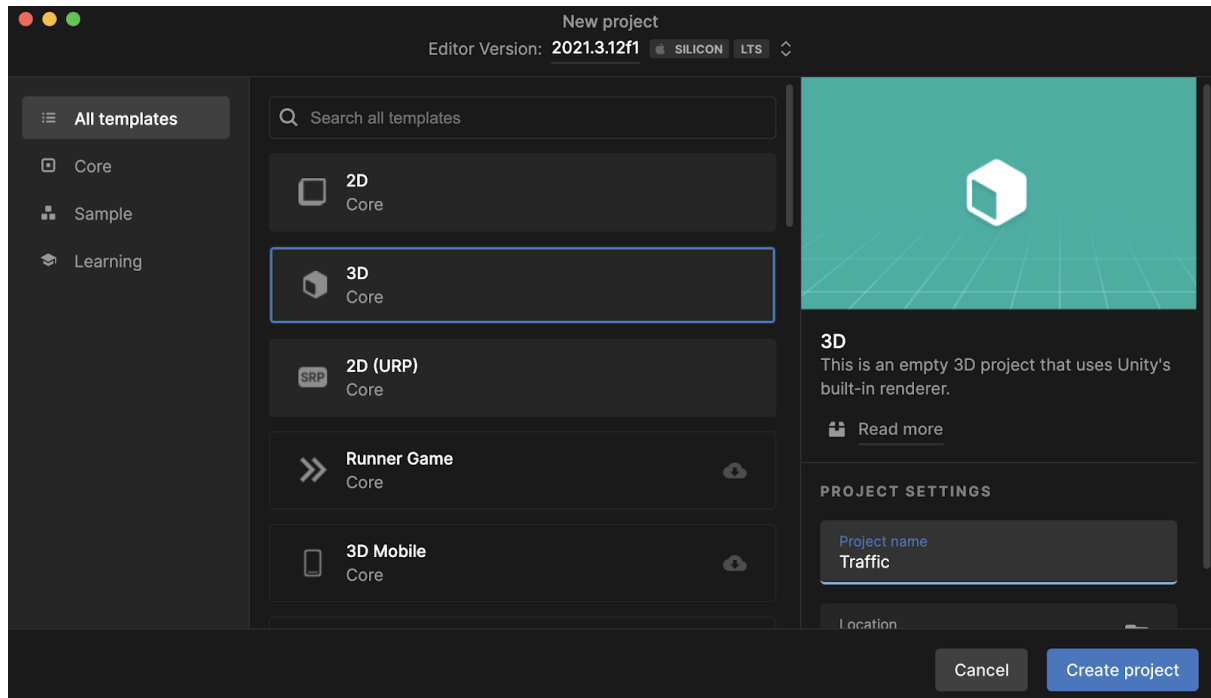 New project
Editor Version: 2021.3.12f1 SILICON LTS
All templates
Core
Sample
Learning
Search all templates
2D
Core
3D
Core
2D (URP)
SRP
Core
Runner Game
Core
3D Mobile
Core
3D
This is an empty 3D project that uses Unity's
built-in renderer.
Read more
PROJECT SETTINGS
Project name
Traffic
Location
Cancel
Create project